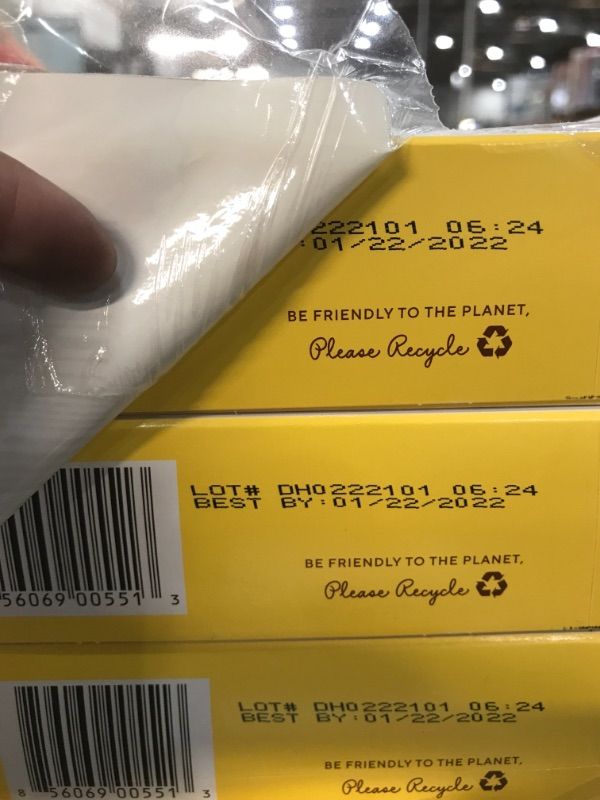 222101 06:24
:01/22/2022
BE FRIENDLY TO THE PLANET,
Please Recycle
LOT# DH0222101 06:24
BEST BY:01/22/2022
56069 00551 3
BE FRIENDLY TO THE PLANET,
Please Recycle
LOT# DH0222101 06:24
BEST BY:01/22/2022
8 56069 00551 3
BE FRIENDLY TO THE PLANET,
Please Recycle